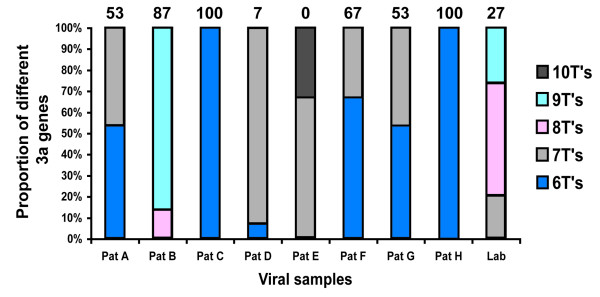 53 87 100 7 0 67 53 100 27
Proportion of different
3a genes
100%
90%
80%
70%
60%
50%
40%
30%
20%
10%
0%
10T's
9T's
8T's
7T's
6T's
Pat A Pat B Pat C Pat D Pat E Pat F Pat G Pat H Lab
Viral samples